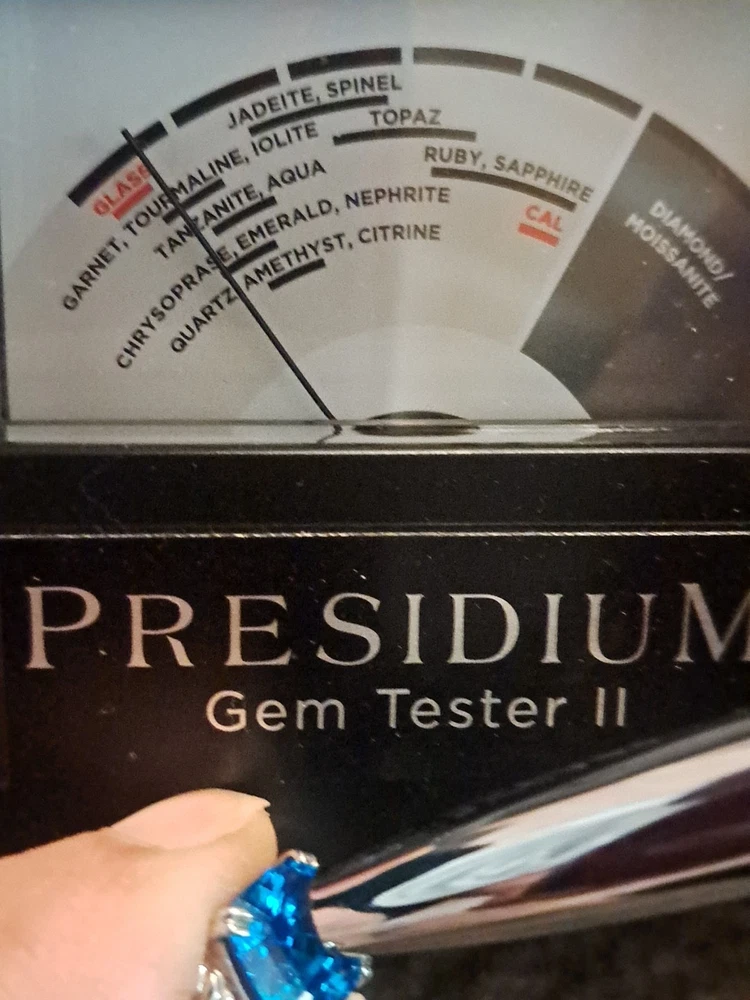 JADEITE, SPINEL
TOPAZ
RUBY, SAPPHIRE
CAL
GLASS
GARNET, TOURMALINE, IOLITE
TANZANITE, AQUA
CHRYSOPRASE, EMERALD, NEPHRITE
QUARTZ, AMETHYST, CITRINE
DIAMOND/
MOISSANITE
PRESIDIUM
Gem Tester II